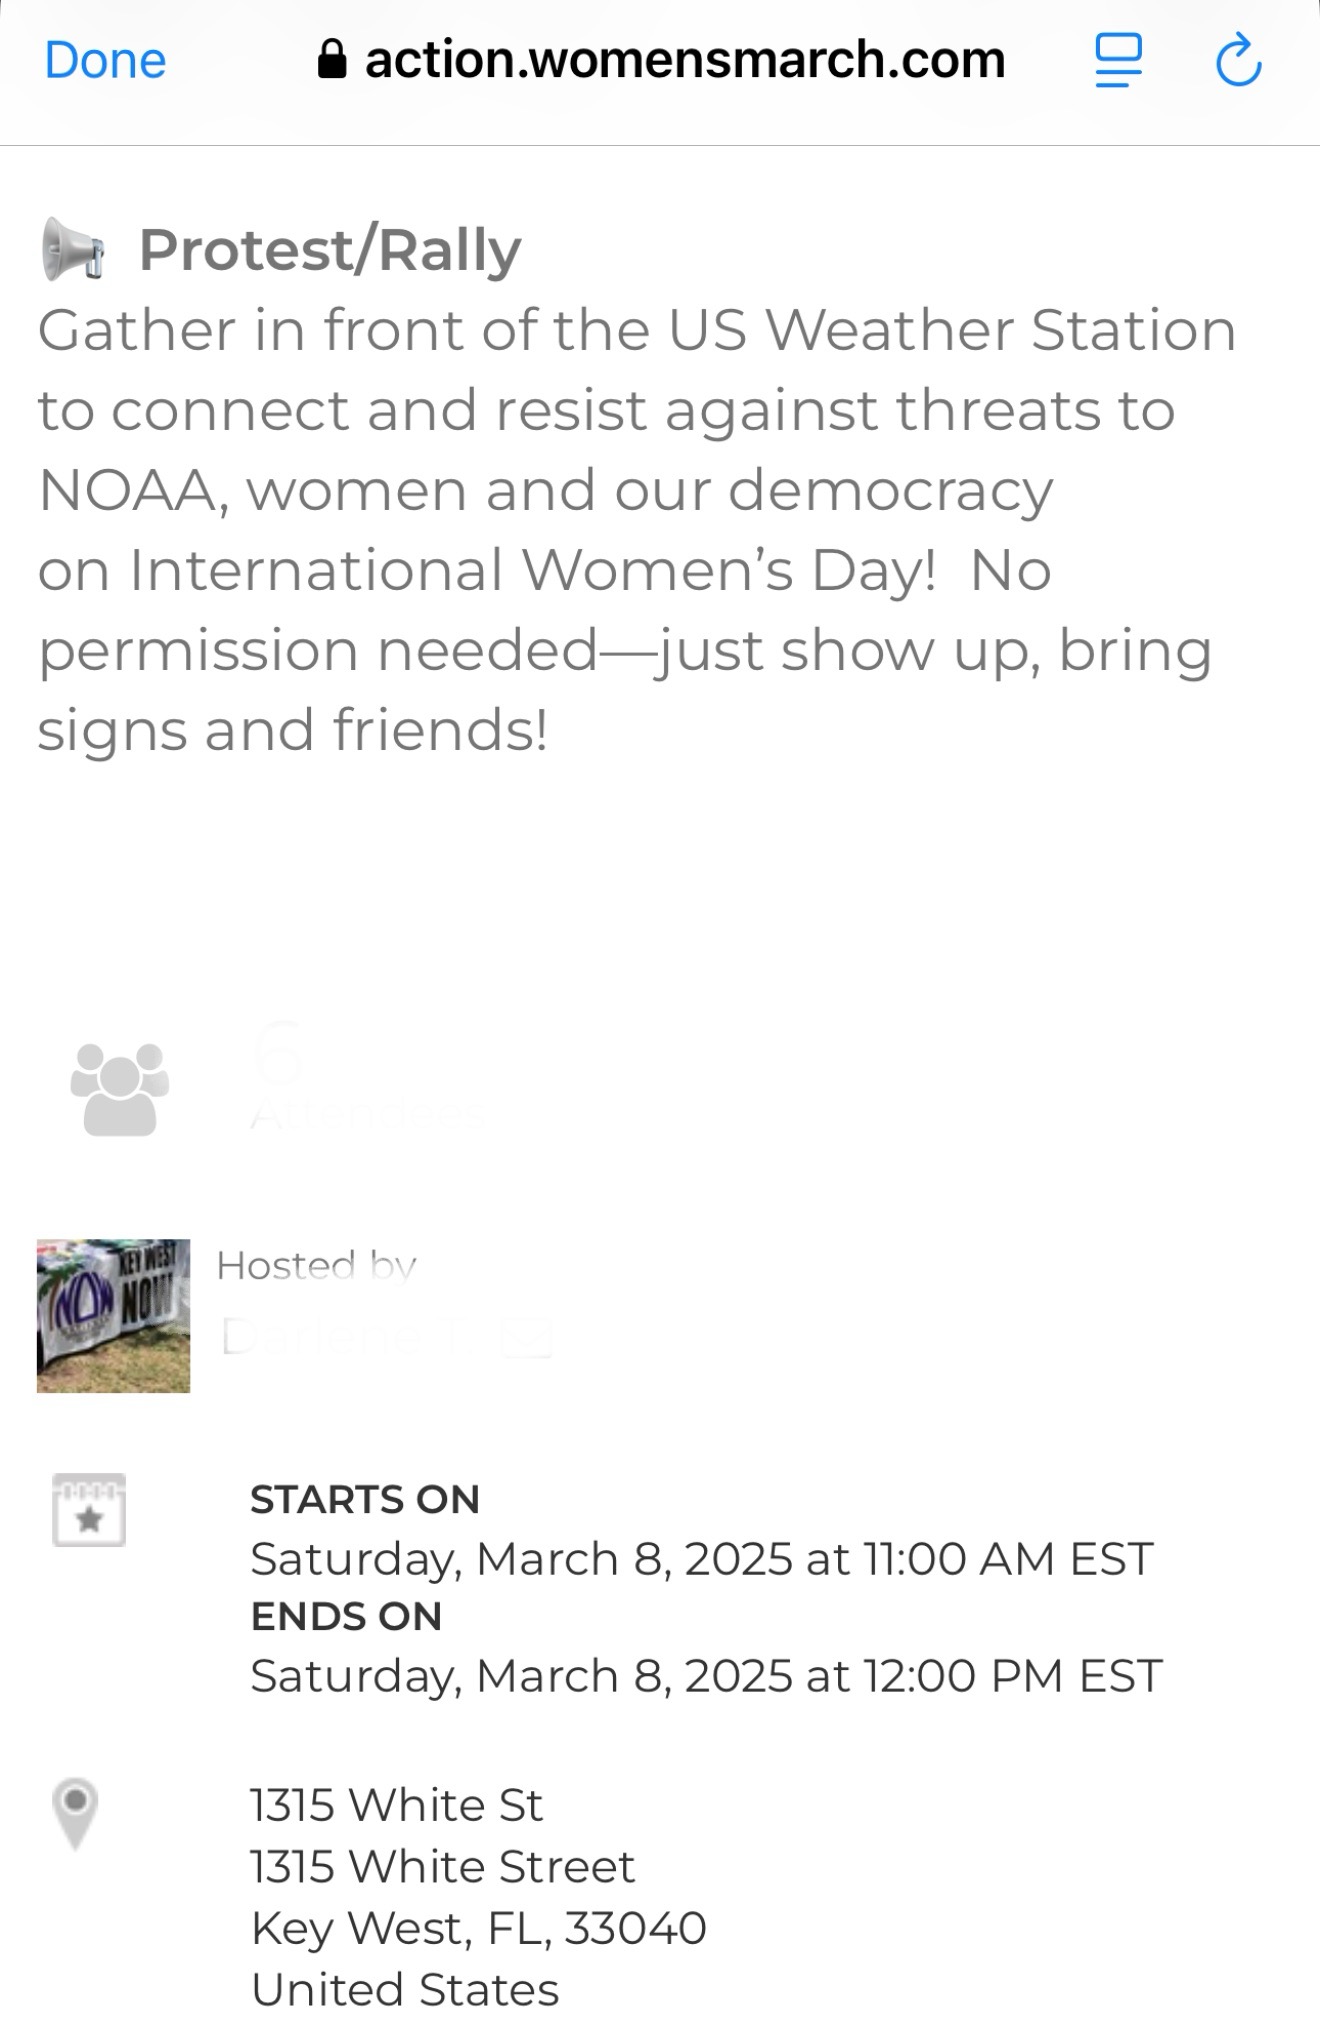 Done
action.womensmarch.com
Protest/Rally
Gather in front of the US Weather Station
to connect and resist against threats to
NOAA, women and our democracy
on International Women’s Day!  No
permission needed—just show up, bring
signs and friends!
6
Attendees
KEY WEST
NOW NOW
Hosted by
Darlene T
STARTS ON
Saturday, March 8, 2025 at 11:00 AM EST
ENDS ON
Saturday, March 8, 2025 at 12:00 PM EST
1315 White St
1315 White Street
Key West, FL, 33040
United States